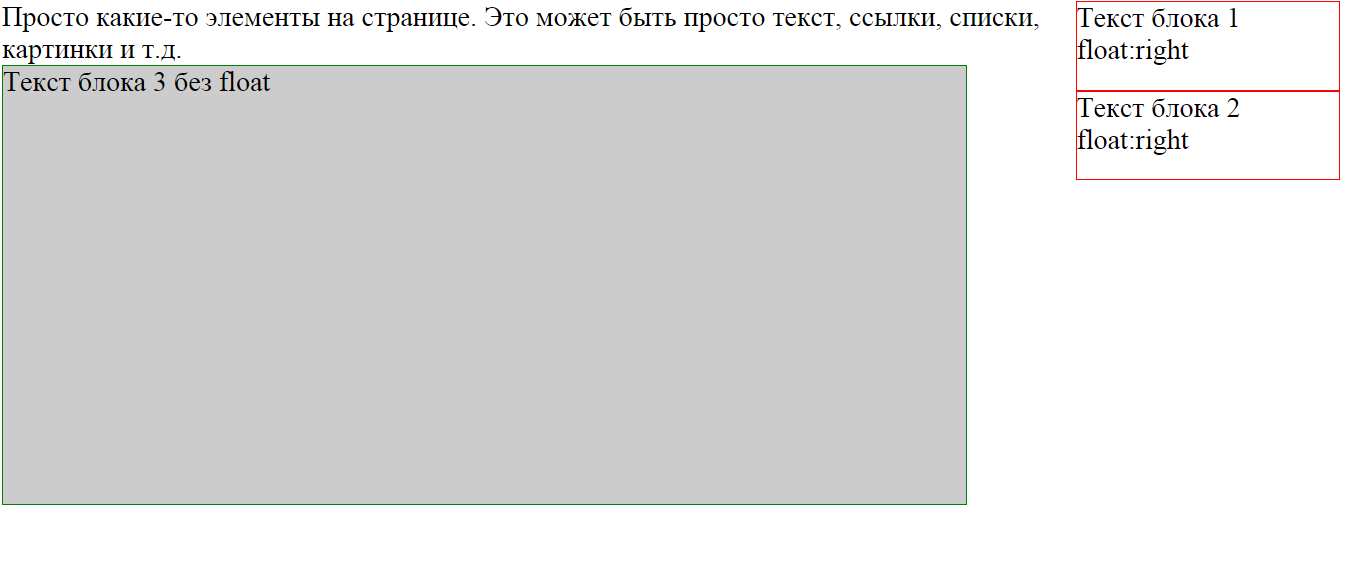 Просто какие-то элементы на странице. Это может быть просто текст, ссылки, списки,
картинки и т.д.
Текст блока 3 без float
Текст блока 1
float:right
Текст блока 2
float:right